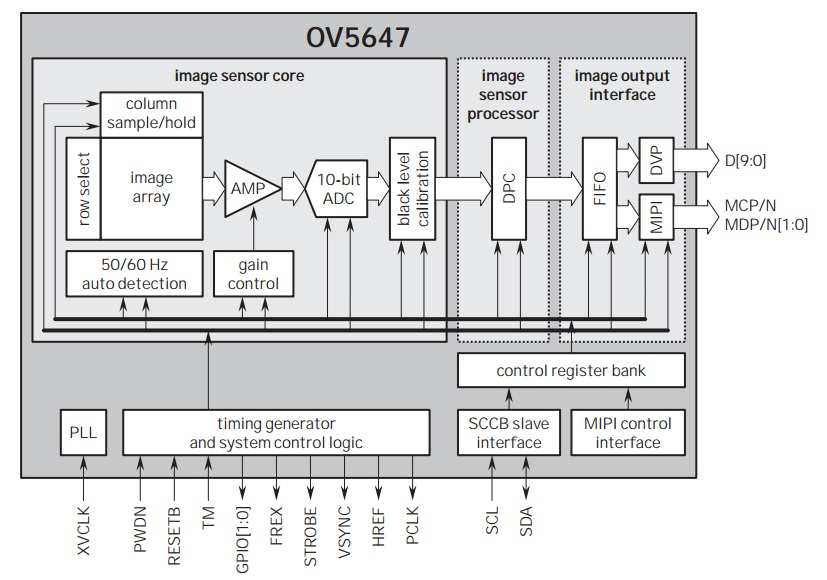 OV5647
image sensor core
image
sensor
processor
image output
interface
column
sample/hold
row select
image
array
AMP
10-bit
ADC
black level
calibration
DPC
FIFO
DVP
MIPI
D[9:0]
MCP/N
MDP/N[1:0]
50/60 Hz
auto detection
gain
control
control register bank
PLL
timing generator
and system control logic
SCCB slave
interface
MIPI control
interface
XVCLK
PWDN
RESETB
TM
GPIO[1:0]
FREX
STROBE
VSYNC
HREF
PCLK
SCL
SDA